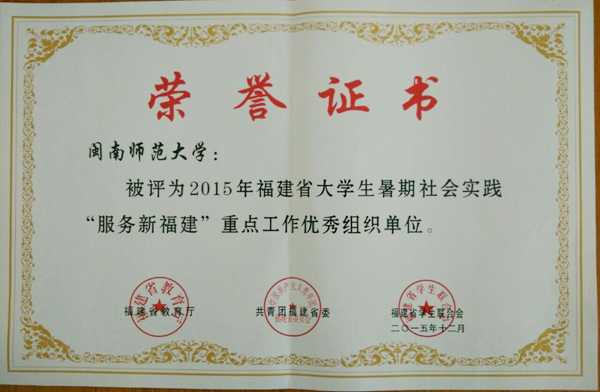 荣誉证书
闽南师范大学：
被评为2015年福建省大学生暑期社会实践
“服务新福建”重点工作优秀组织单位。
福建省教育厅 共青团福建省委 福建省学生联合会
二〇一五年十二月